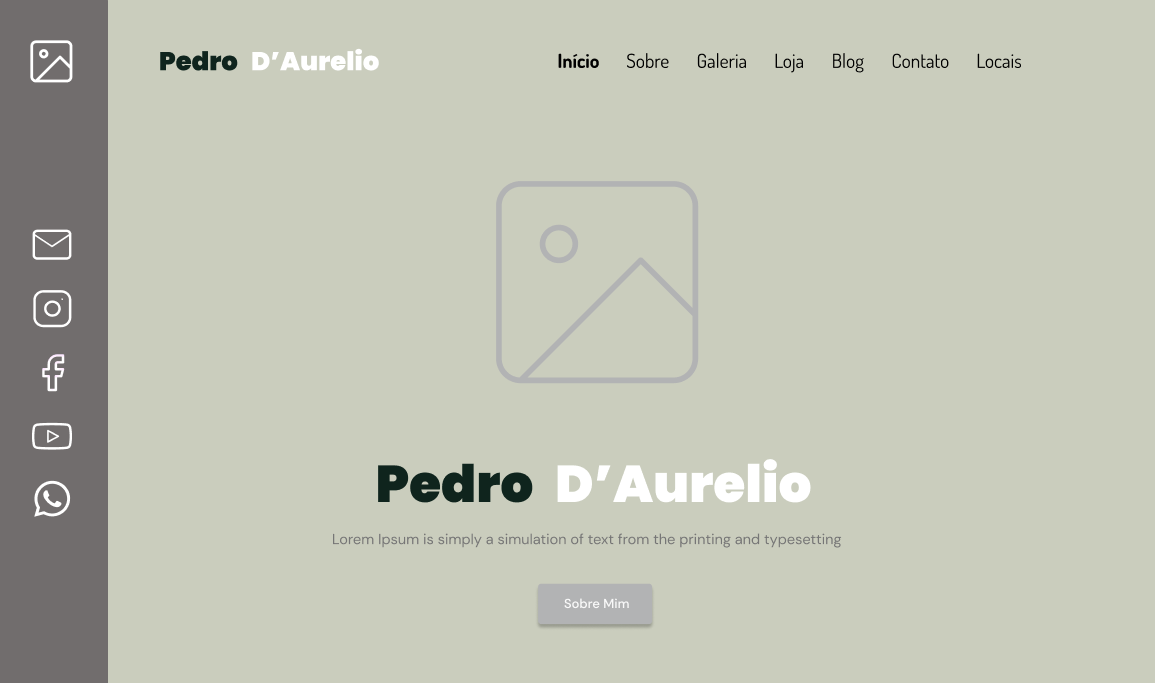 Pedro D’Aurelio
Início Sobre Galeria Loja Blog Contato Locais
Pedro D’Aurelio
Lorem Ipsum is simply a simulation of text from the printing and typesetting
Sobre Mim